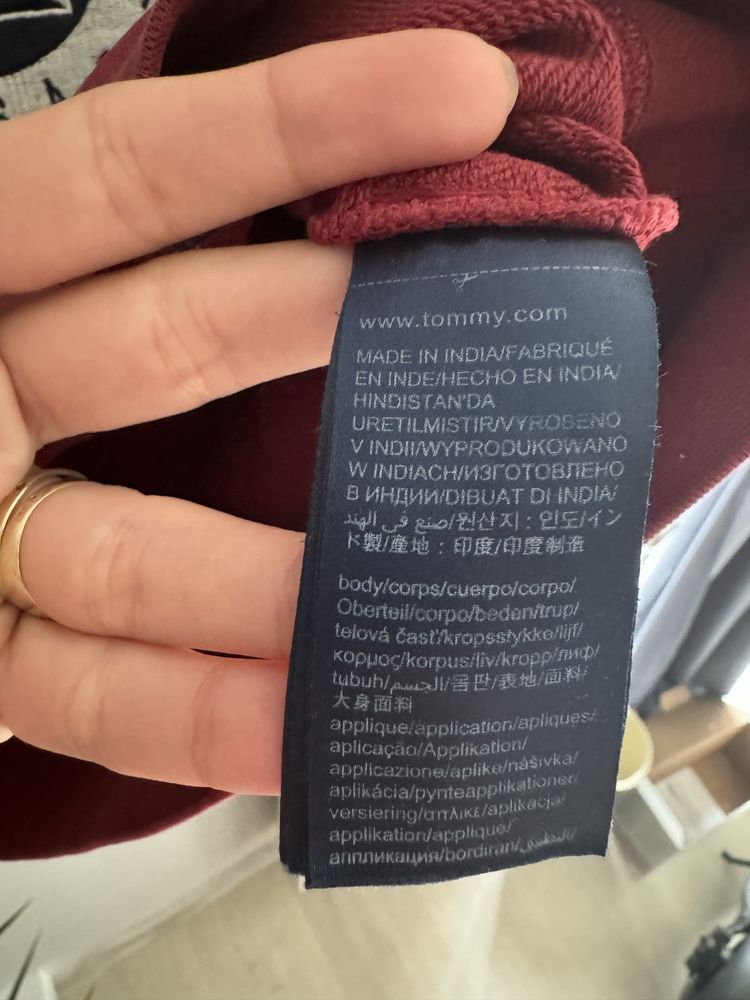 www.tommy.com
MADE IN INDIA/FABRIQUÉ
EN INDE/HECHO EN INDIA/
HINDISTAN'DA
URETILMISTIR/VYROBENO
V INDII/WYPRODUKOWANO
W INDIACH/ИЗГОТОВЛЕНО
В ИНДИИ/DIBUAT DI INDIA/
صنع في الهند/원산지 : 인도/イン
ド製/產地 : 印度/印度制造
body/corps/cuerpo/corpo/
Oberteil/corpo/beden/trup/
telová časť/kropsstykke/lijf/
κορμος/korpus/liv/kropp/лиф/
tubuh/الجسم/몸판/表地/面料/
大身面料
applique/application/apliques/
aplicação/Applikation/
applicazione/aplike/nášivka/
aplikácia/pynteapplikationer/
versiering/απλικέ/aplikacja/
applikation/applique/
аппликация/bordiran/